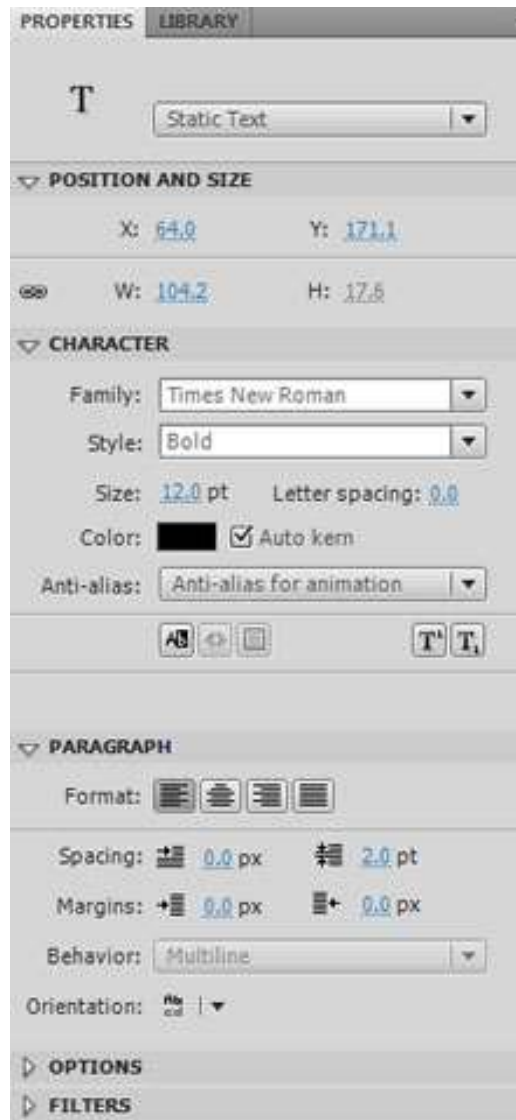 PROPERTIES LIBRARY
T Static Text
POSITION AND SIZE
X: 64.0 Y: 171.1
W: 104.2 H: 17.6
CHARACTER
Family: Times New Roman
Style: Bold
Size: 12.0 pt Letter spacing: 0.0
Color: Auto kern
Anti-alias: Anti-alias for animation
T¹ T₁
PARAGRAPH
Format:
Spacing: 0.0 px 2.0 pt
Margins: 0.0 px 0.0 px
Behavior: Multiline
Orientation:
OPTIONS
FILTERS